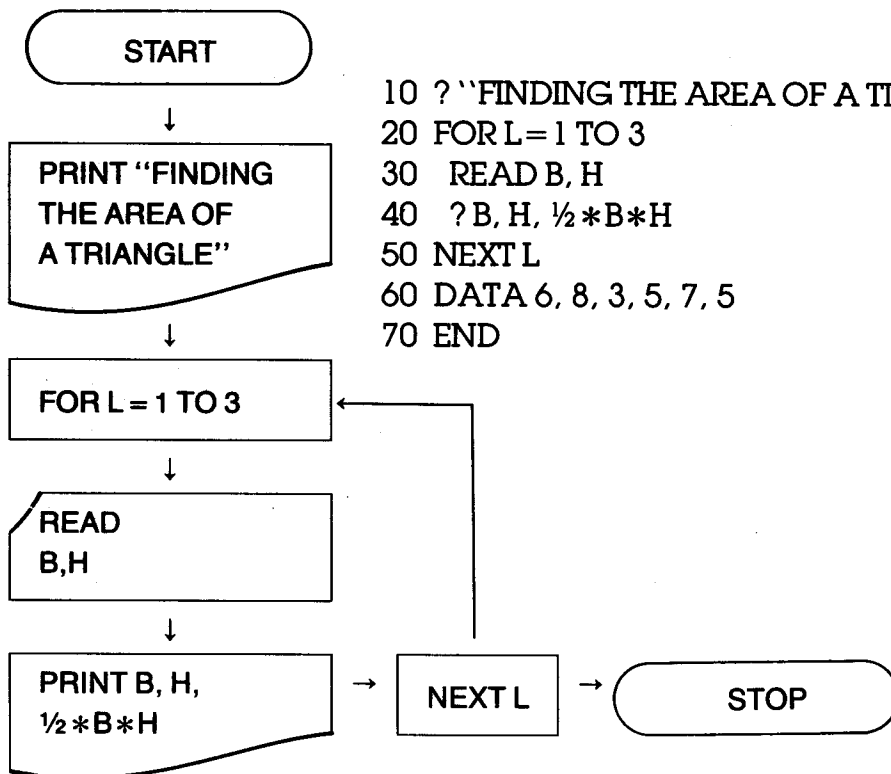 START
PRINT “FINDING
THE AREA OF
A TRIANGLE”
FOR L = 1 TO 3
READ
B,H
PRINT B, H,
½*B*H
NEXT L
STOP
10 ? “FINDING THE AREA OF A
20 FOR L=1 TO 3
30 READ B, H
40 ? B, H, ½*B*H
50 NEXT L
60 DATA 6, 8, 3, 5, 7, 5
70 END